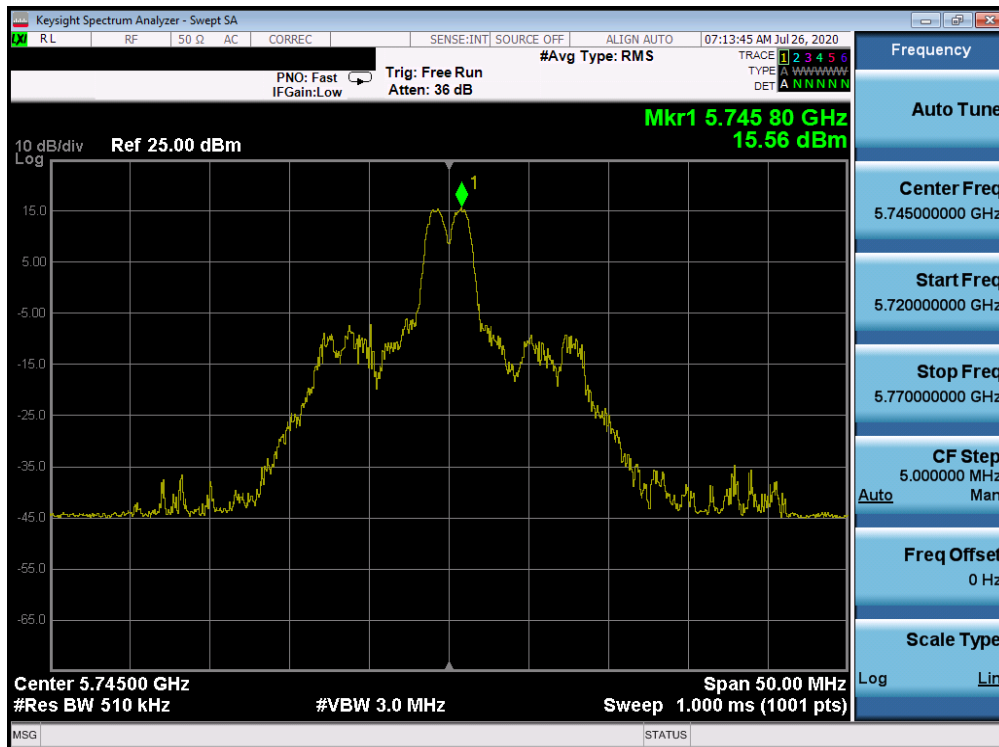 Keysight Spectrum Analyzer - Swept SA
LXI RL RF 50 Ω AC CORREC SENSE:INT SOURCE OFF ALIGN AUTO 07:13:45 AM Jul 26, 2020
PNO: Fast
IFGain:Low
Trig: Free Run
Atten: 36 dB
#Avg Type: RMS
TRACE 1 2 3 4 5 6
TYPE A WWWWW
DET A N N N N N
Mkr1 5.745 80 GHz
15.56 dBm
10 dB/div
Log
Ref 25.00 dBm
1
15.0
5.00
-5.00
-15.0
-25.0
-35.0
-45.0
-55.0
-65.0
Center 5.74500 GHz
Span 50.00 MHz
#Res BW 510 kHz
#VBW 3.0 MHz
Sweep 1.000 ms (1001 pts)
MSG
STATUS
Frequency
Auto Tune
Center Freq
5.745000000 GHz
Start Freq
5.720000000 GHz
Stop Freq
5.770000000 GHz
CF Step
5.000000 MHz
Auto Man
Freq Offset
0 Hz
Scale Type
Log Lin